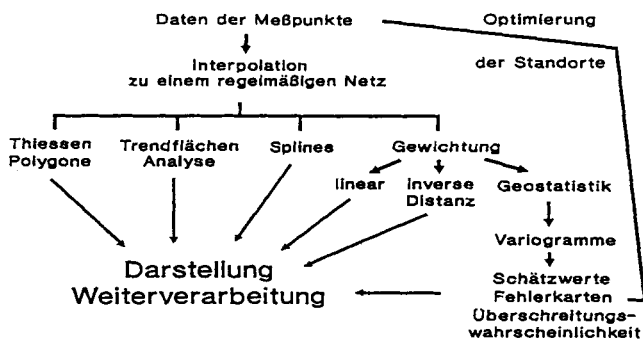 Daten der Meßpunkte
Optimierung
der Standorte
Interpolation
zu einem regelmäßigen Netz
Thiessen
Polygone
Trendflächen
Analyse
Splines
Gewichtung
linear
inverse
Distanz
Geostatistik
Variogramme
Schätzwerte
Fehlerkarten
Überschreitungs-
wahrscheinlichkeit
Darstellung
Weiterverarbeitung